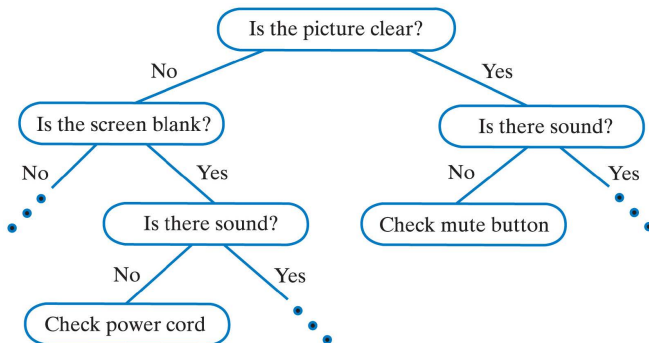 Is the picture clear?
No
Yes
Is the screen blank?
Is there sound?
No
Yes
No
Yes
Is there sound?
Check mute button
No
Yes
Check power cord